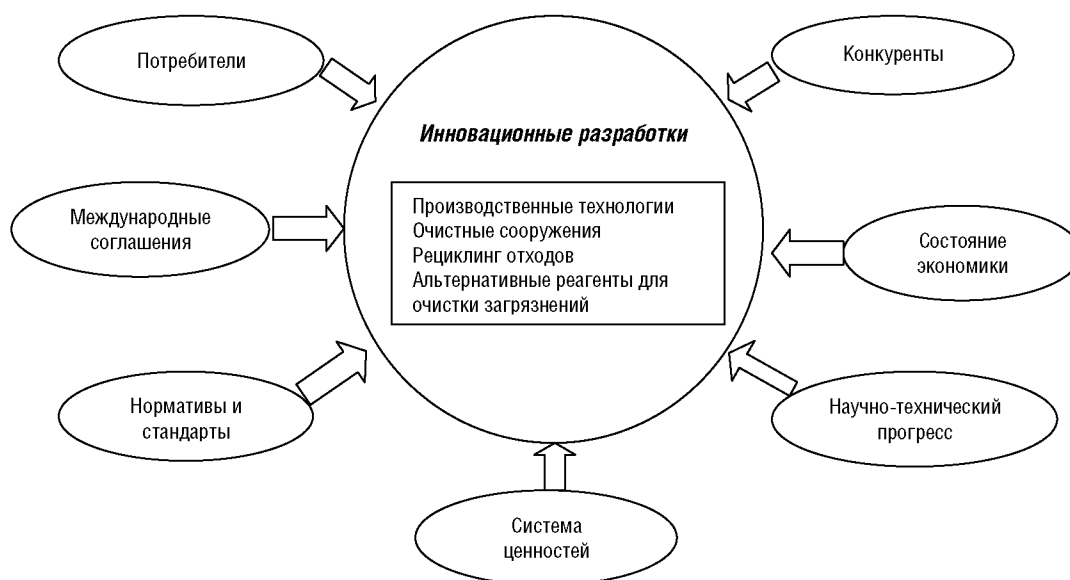 Потребители
Конкуренты
Инновационные разработки
Производственные технологии
Очистные сооружения
Рециклинг отходов
Альтернативные реагенты для
очистки загрязнений
Международные
соглашения
Состояние
экономики
Нормативы и
стандарты
Научно-технический
прогресс
Система
ценностей